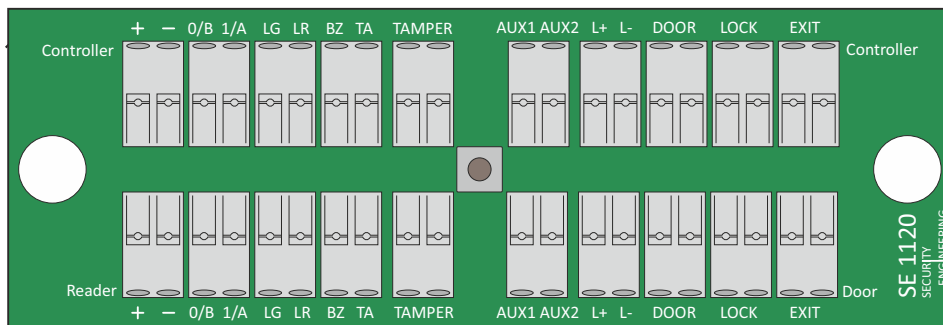 + − 0/B 1/A LG LR BZ TA TAMPER AUX1 AUX2 L+ L- DOOR LOCK EXIT
Controller Controller
Reader Door
+ − 0/B 1/A LG LR BZ TA TAMPER AUX1 AUX2 L+ L- DOOR LOCK EXIT
SE 1120
SECURITY
ENGINEERING